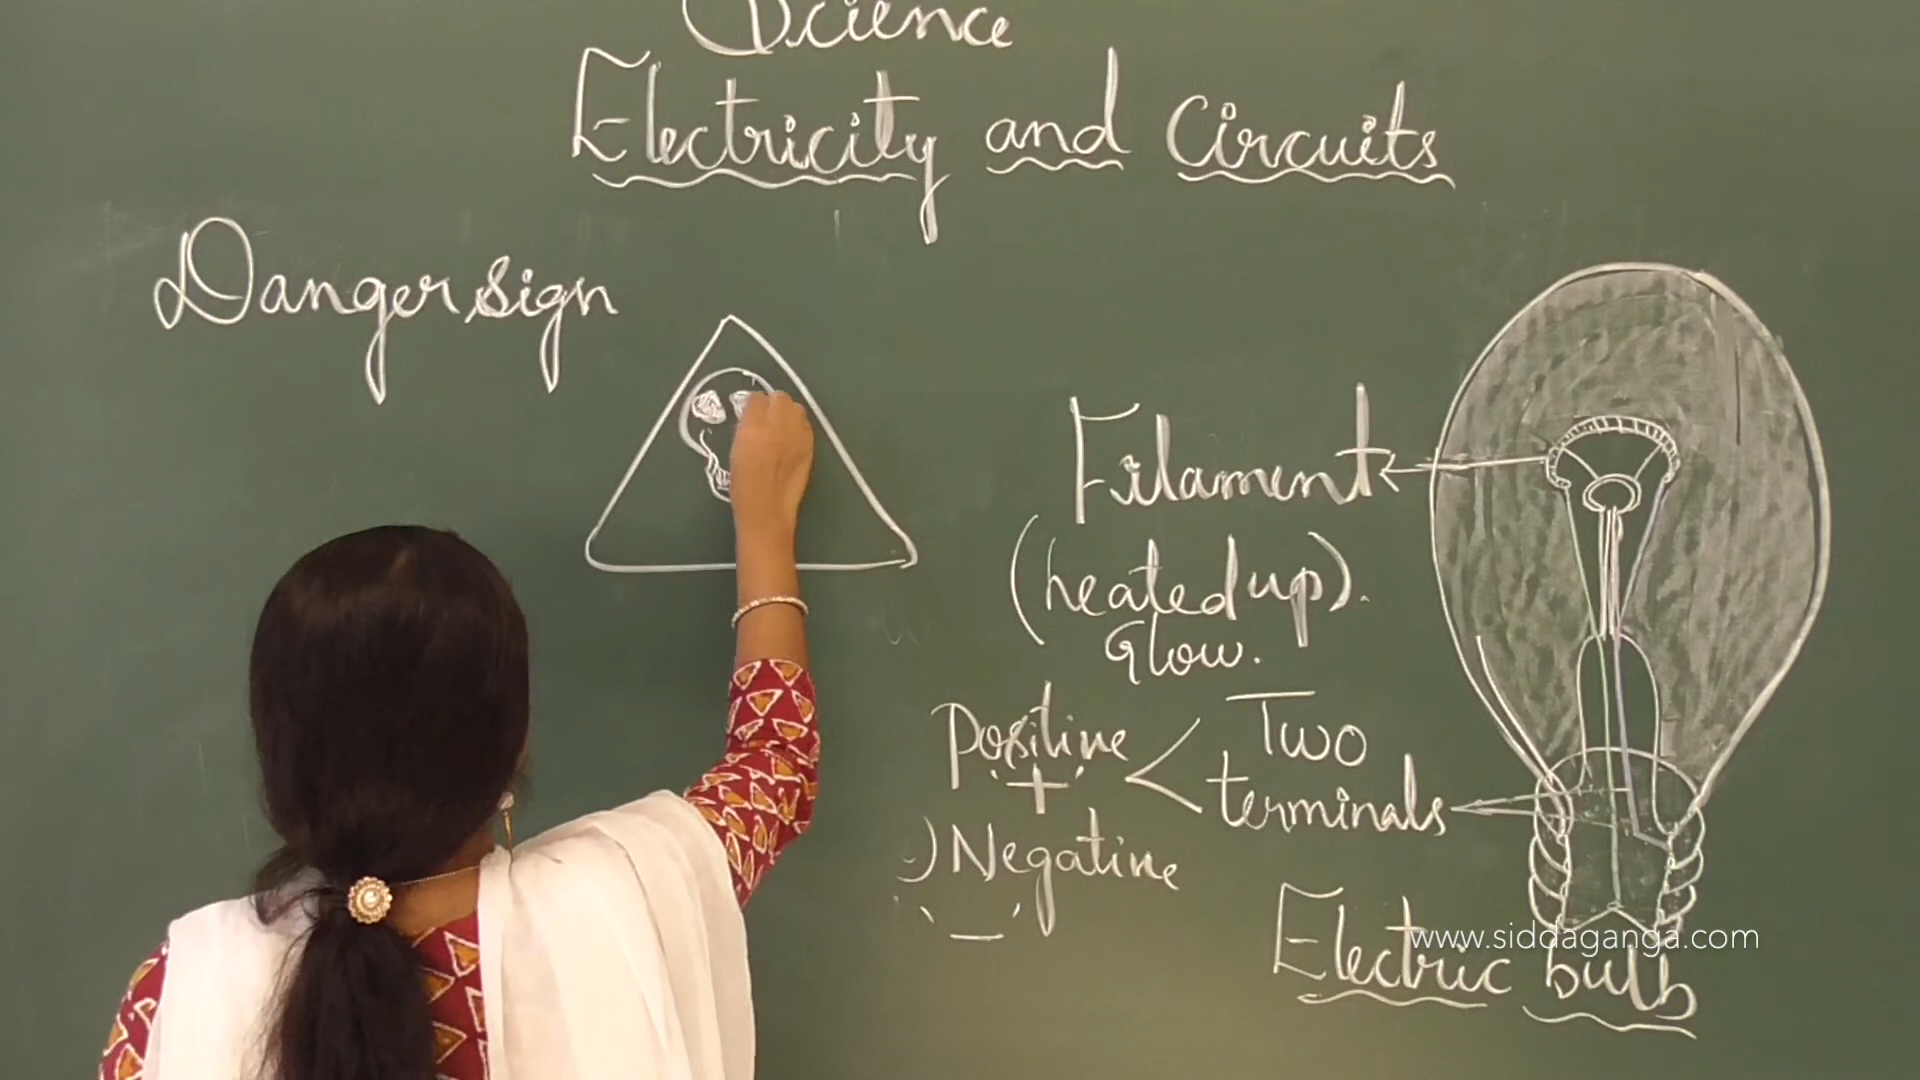 Science
Electricity and Circuits
Danger sign
Filament
(heated up).
Glow.
Positive
+
Two
terminals
Negative
Electric bulb
www.siddaganga.com